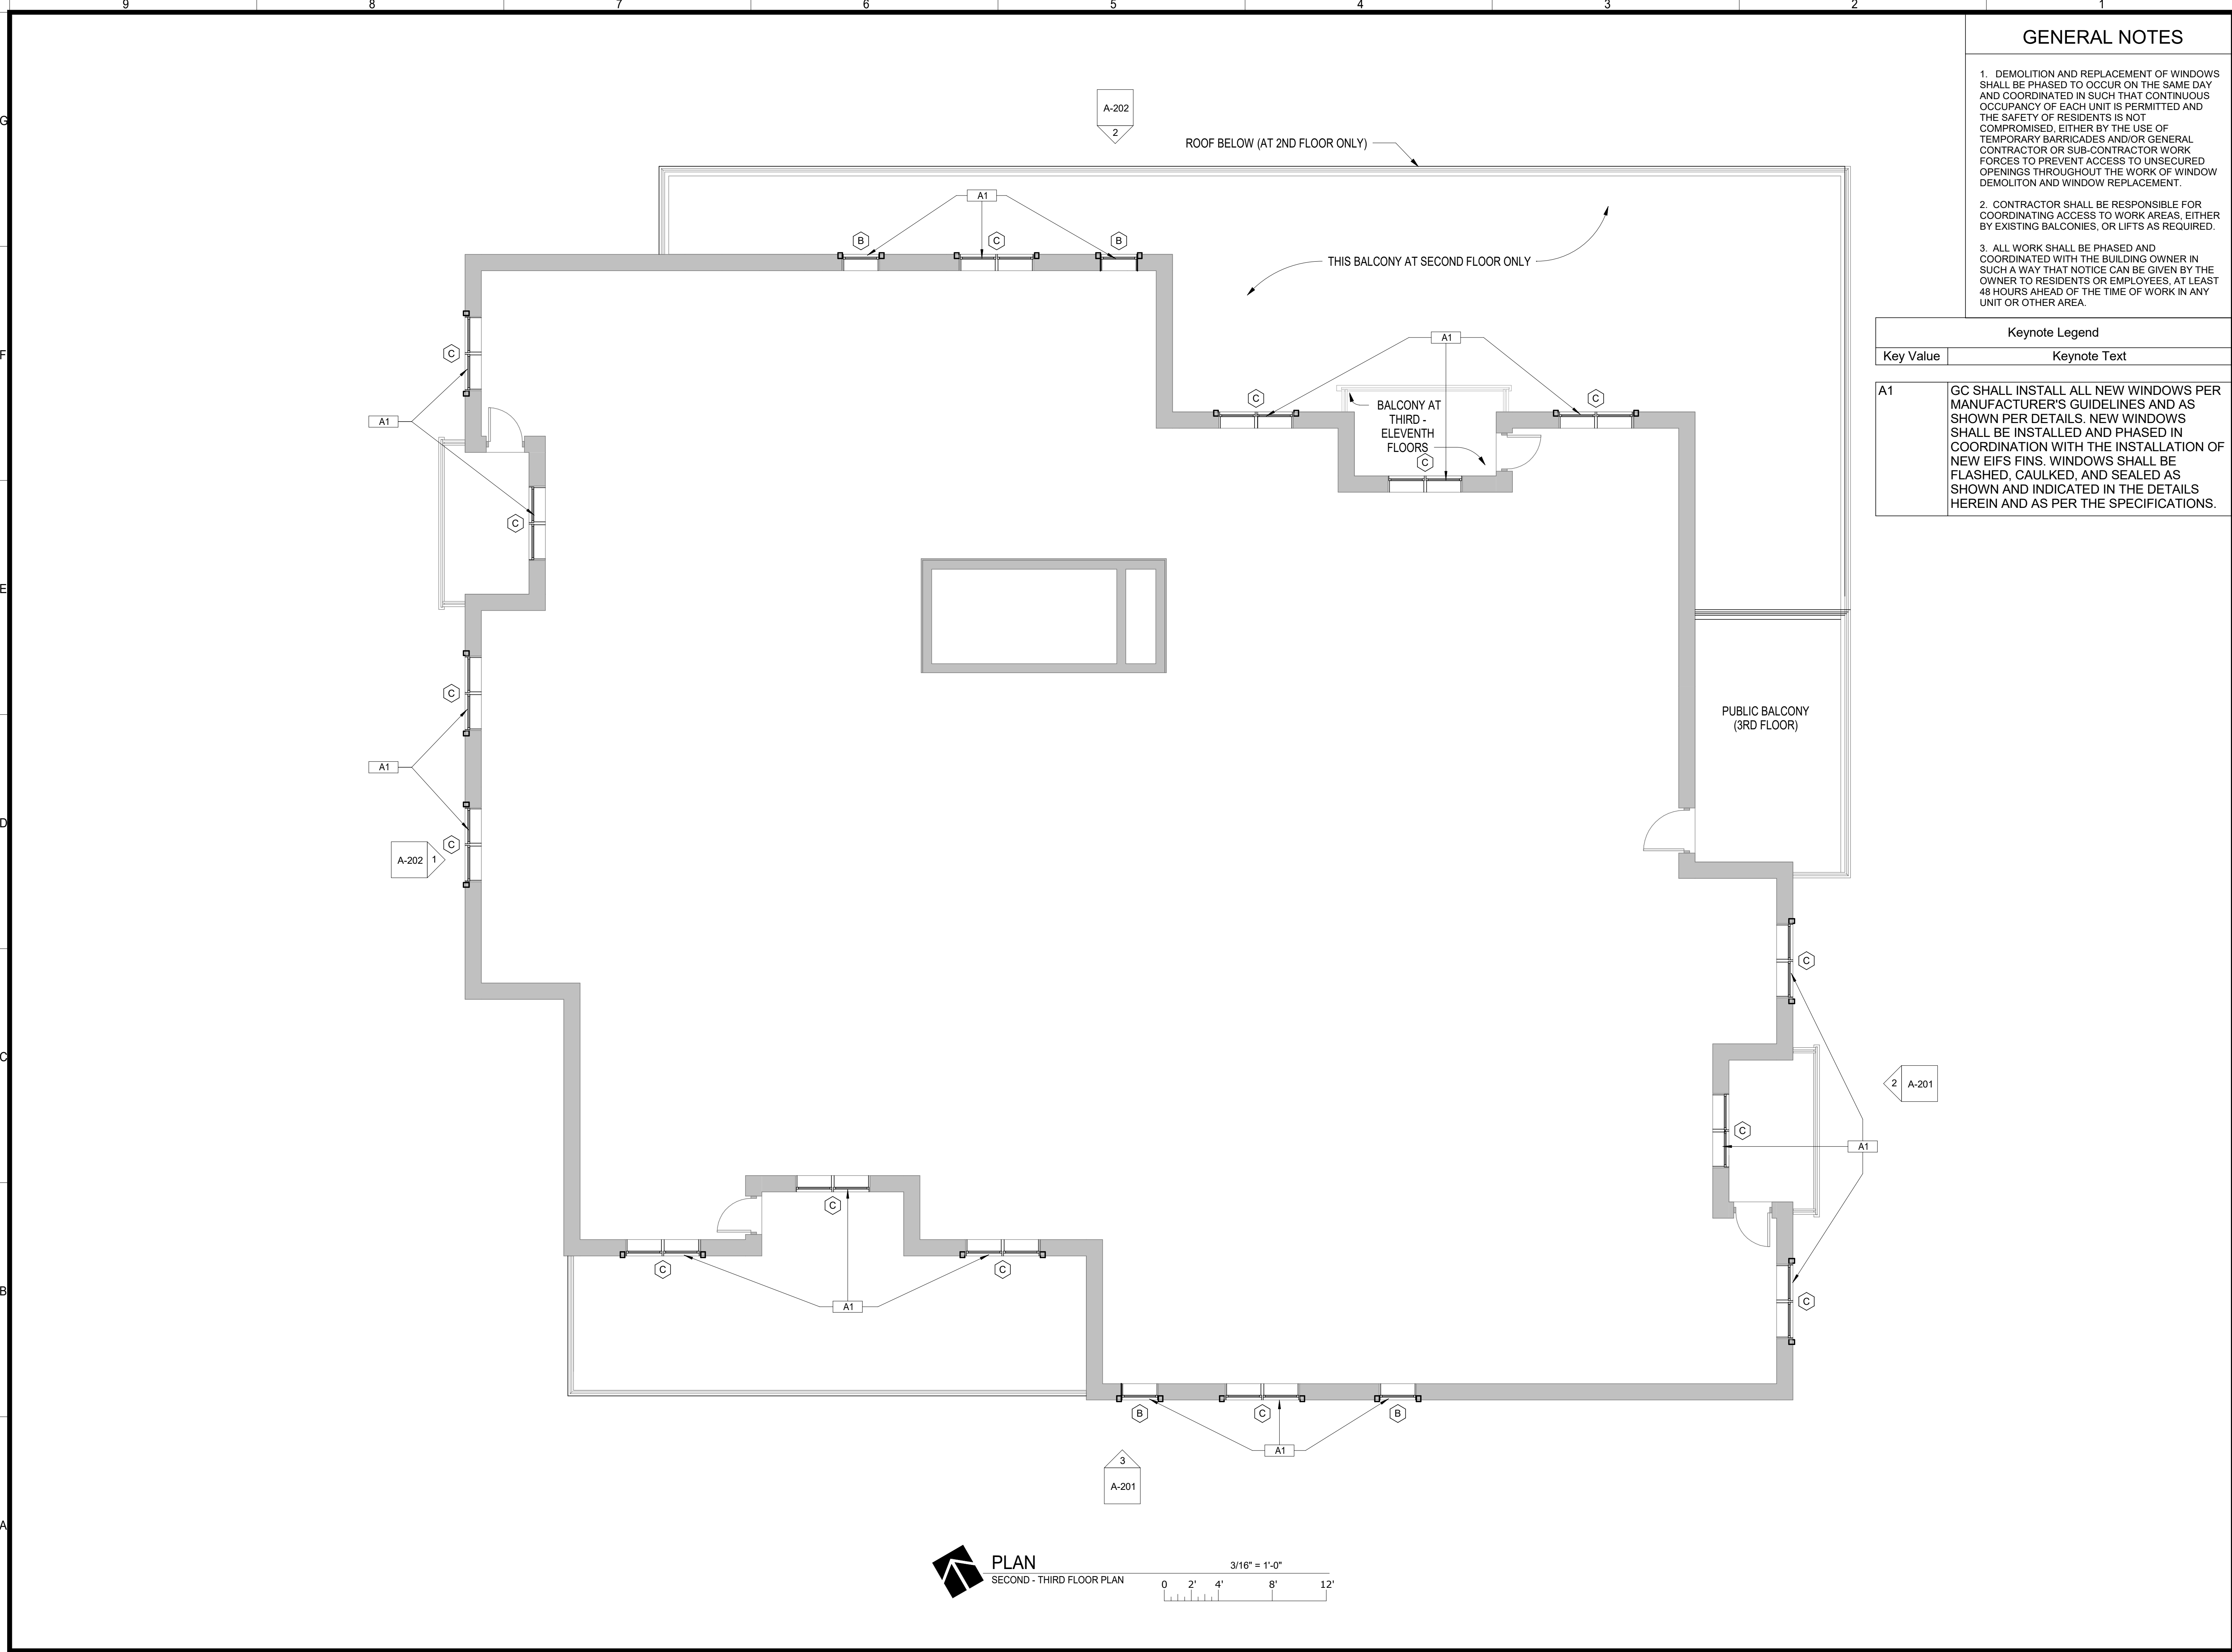 9 8 7 6 5 4 3 2 1
G
F
E
D
C
B
A
GENERAL NOTES
1. DEMOLITION AND REPLACEMENT OF WINDOWS
SHALL BE PHASED TO OCCUR ON THE SAME DAY
AND COORDINATED IN SUCH THAT CONTINUOUS
OCCUPANCY OF EACH UNIT IS PERMITTED AND
THE SAFETY OF RESIDENTS IS NOT
COMPROMISED, EITHER BY THE USE OF
TEMPORARY BARRICADES AND/OR GENERAL
CONTRACTOR OR SUB-CONTRACTOR WORK
FORCES TO PREVENT ACCESS TO UNSECURED
OPENINGS THROUGHOUT THE WORK OF WINDOW
DEMOLITON AND WINDOW REPLACEMENT.
2. CONTRACTOR SHALL BE RESPONSIBLE FOR
COORDINATING ACCESS TO WORK AREAS, EITHER
BY EXISTING BALCONIES, OR LIFTS AS REQUIRED.
3. ALL WORK SHALL BE PHASED AND
COORDINATED WITH THE BUILDING OWNER IN
SUCH A WAY THAT NOTICE CAN BE GIVEN BY THE
OWNER TO RESIDENTS OR EMPLOYEES, AT LEAST
48 HOURS AHEAD OF THE TIME OF WORK IN ANY
UNIT OR OTHER AREA.
Keynote Legend
Key Value Keynote Text
A1 GC SHALL INSTALL ALL NEW WINDOWS PER
MANUFACTURER'S GUIDELINES AND AS
SHOWN PER DETAILS. NEW WINDOWS
SHALL BE INSTALLED AND PHASED IN
COORDINATION WITH THE INSTALLATION OF
NEW EIFS FINS. WINDOWS SHALL BE
FLASHED, CAULKED, AND SEALED AS
SHOWN AND INDICATED IN THE DETAILS
HEREIN AND AS PER THE SPECIFICATIONS.
A-202
2
ROOF BELOW (AT 2ND FLOOR ONLY)
A1
B C B
THIS BALCONY AT SECOND FLOOR ONLY
A1
C
C
C
BALCONY AT
THIRD -
ELEVENTH
FLOORS
C
A1
C
C
PUBLIC BALCONY
(3RD FLOOR)
A1
C
A-202 1
C
2 A-201
C
A1
C
C
C
C
A1
C
B C B
A1
3
A-201
PLAN
3/16" = 1'-0"
SECOND - THIRD FLOOR PLAN
0 2' 4' 8' 12'